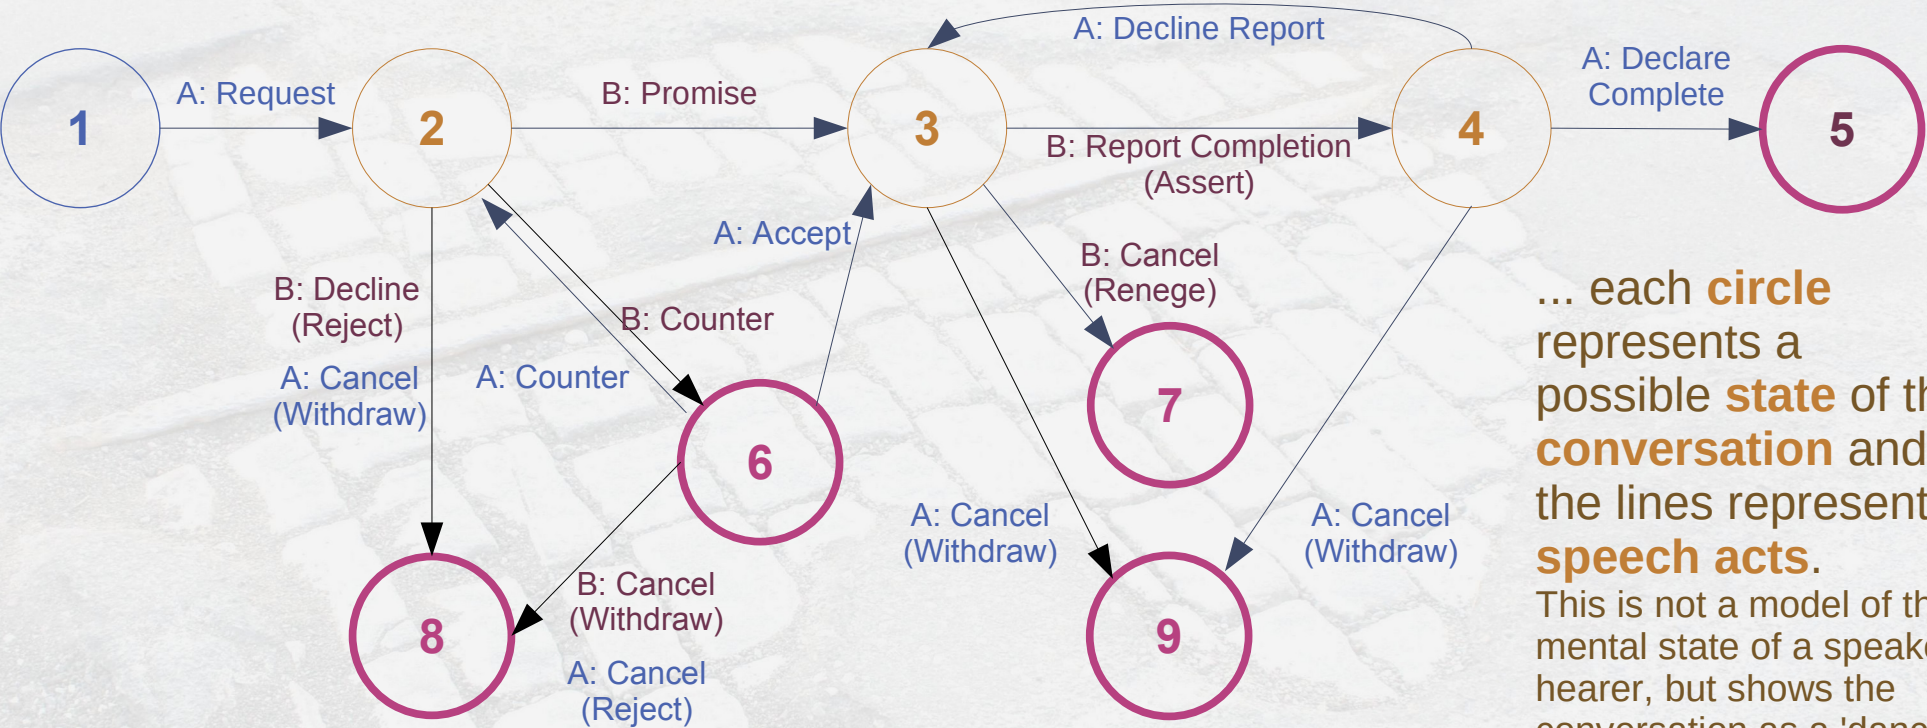 A: Decline Report
A: Declare
Complete
A: Request
B: Promise
1
2
3
4
5
B: Report Completion
(Assert)
A: Accept
B: Cancel
(Renege)
B: Decline
(Reject)
B: Counter
A: Cancel
(Withdraw)
A: Counter
7
6
A: Cancel
(Withdraw)
A: Cancel
(Withdraw)
B: Cancel
(Withdraw)
8
9
A: Cancel
(Reject)
... each circle
represents a
possible state of
conversation and
the lines represent
speech acts.
This is not a model of
mental state of a
hearer, but shows the
conversation as a